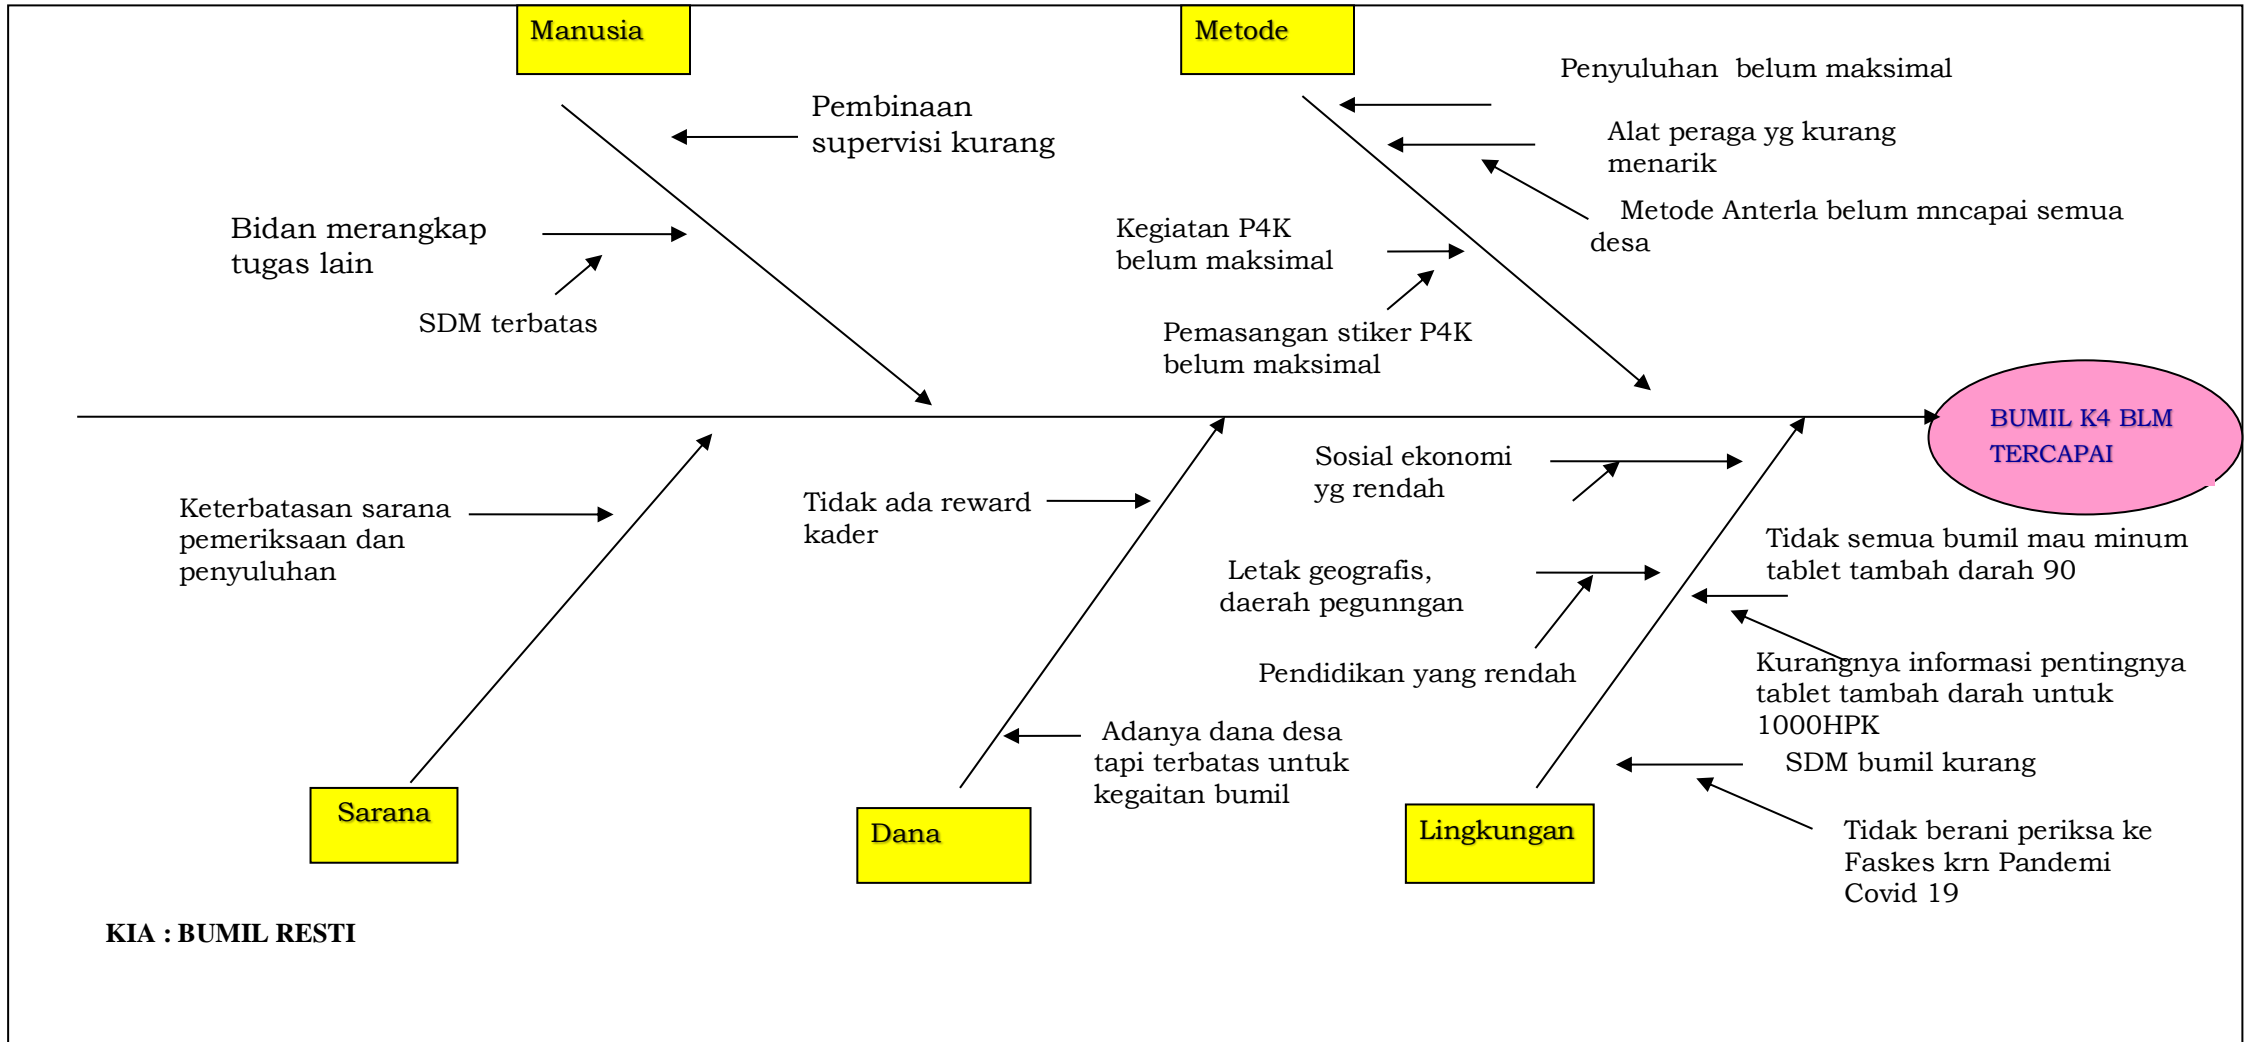 Manusia
Metode
Penyuluhan  belum maksimal
Pembinaan
supervisi kurang
Alat peraga yg kurang
menarik
Metode Anterla belum mncapai semua
desa
Bidan merangkap
tugas lain
Kegiatan P4K
belum maksimal
SDM terbatas
Pemasangan stiker P4K
belum maksimal
BUMIL K4 BLM
TERCAPAI
Keterbatasan sarana
pemeriksaan dan
penyuluhan
Tidak ada reward
kader
Sosial ekonomi
yg rendah
Letak geografis,
daerah pegunngan
Pendidikan yang rendah
Tidak semua bumil mau minum
tablet tambah darah 90
Kurangnya informasi pentingnya
tablet tambah darah untuk
1000HPK
Adanya dana desa
tapi terbatas untuk
kegaitan bumil
SDM bumil kurang
Tidak berani periksa ke
Faskes krn Pandemi
Covid 19
Sarana
Dana
Lingkungan
KIA : BUMIL RESTI